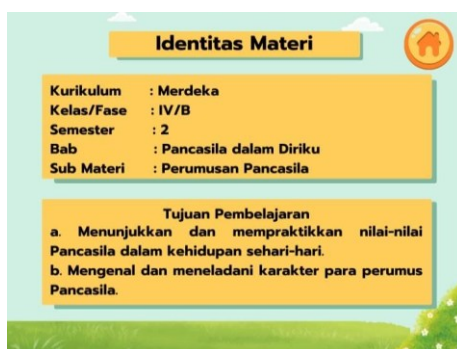 Identitas Materi
Kurikulum : Merdeka
Kelas/Fase : IV/B
Semester : 2
Bab : Pancasila dalam Diriku
Sub Materi : Perumusan Pancasila
Tujuan Pembelajaran
a. Menunjukkan dan mempraktikkan nilai-nilai
Pancasila dalam kehidupan sehari-hari.
b. Mengenal dan meneladani karakter para perumus
Pancasila.